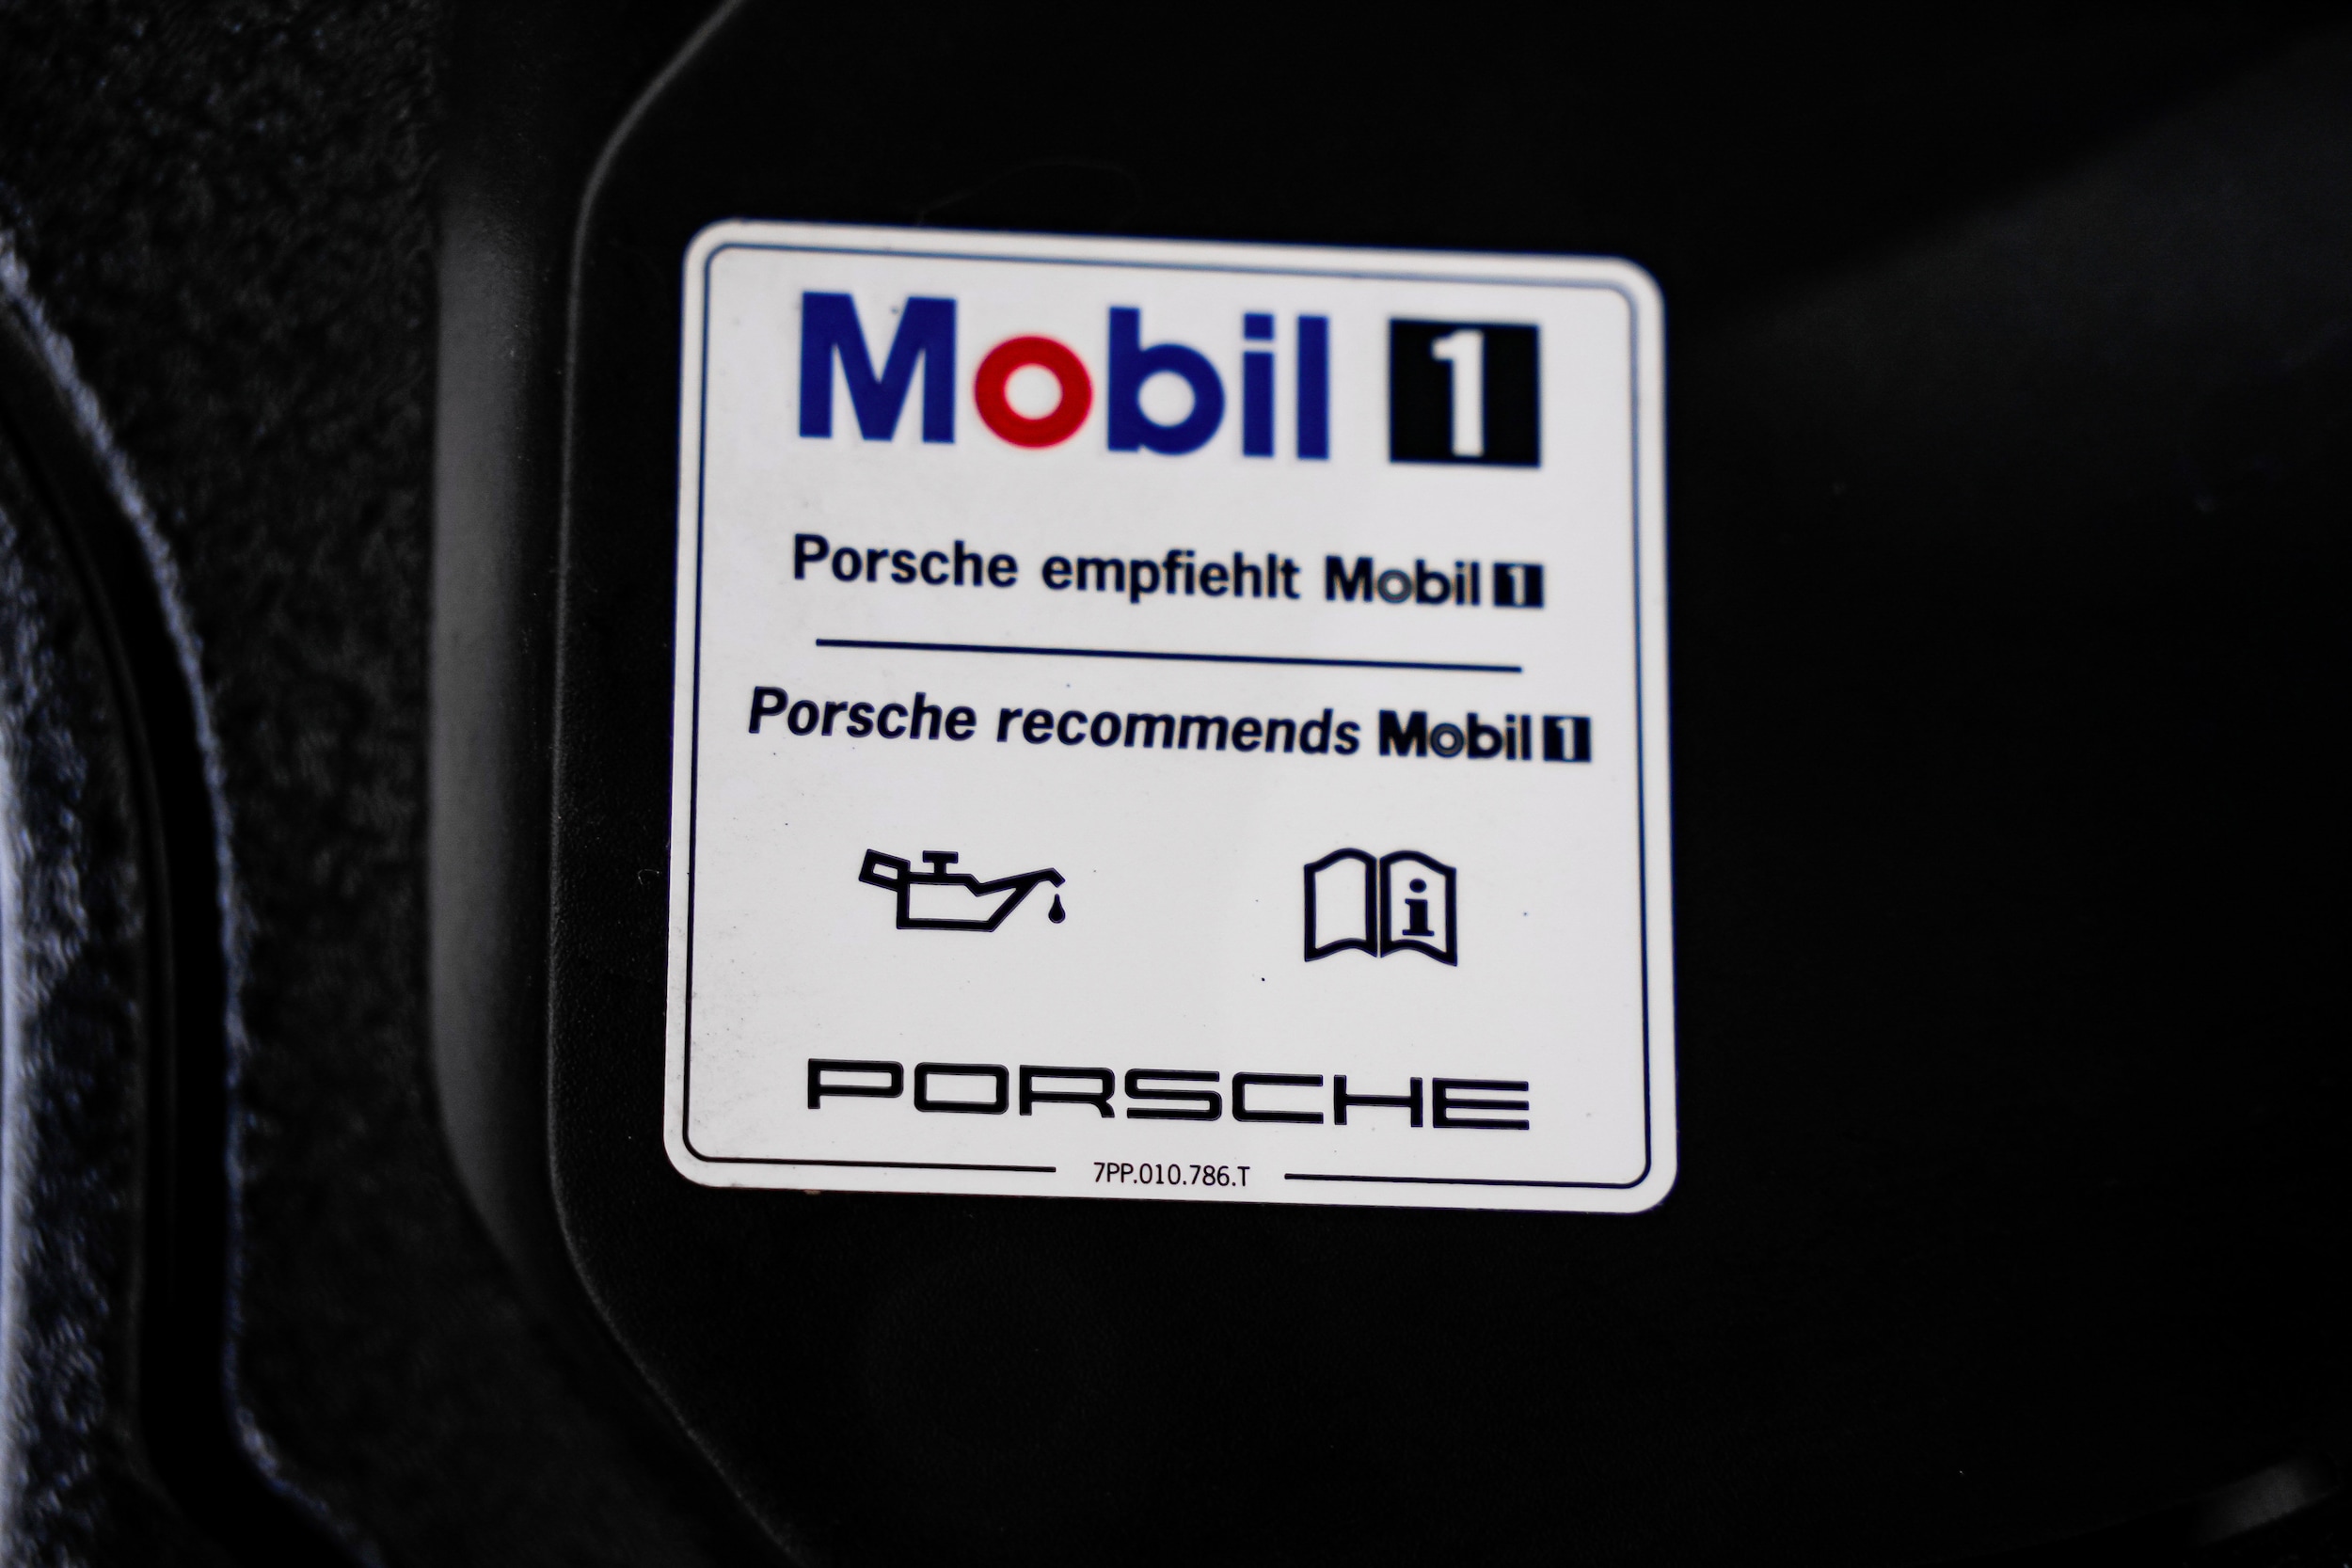 Mobil 1
Porsche empfiehlt Mobil 1
Porsche recommends Mobil 1
i
PORSCHE
7PP.010.786.T